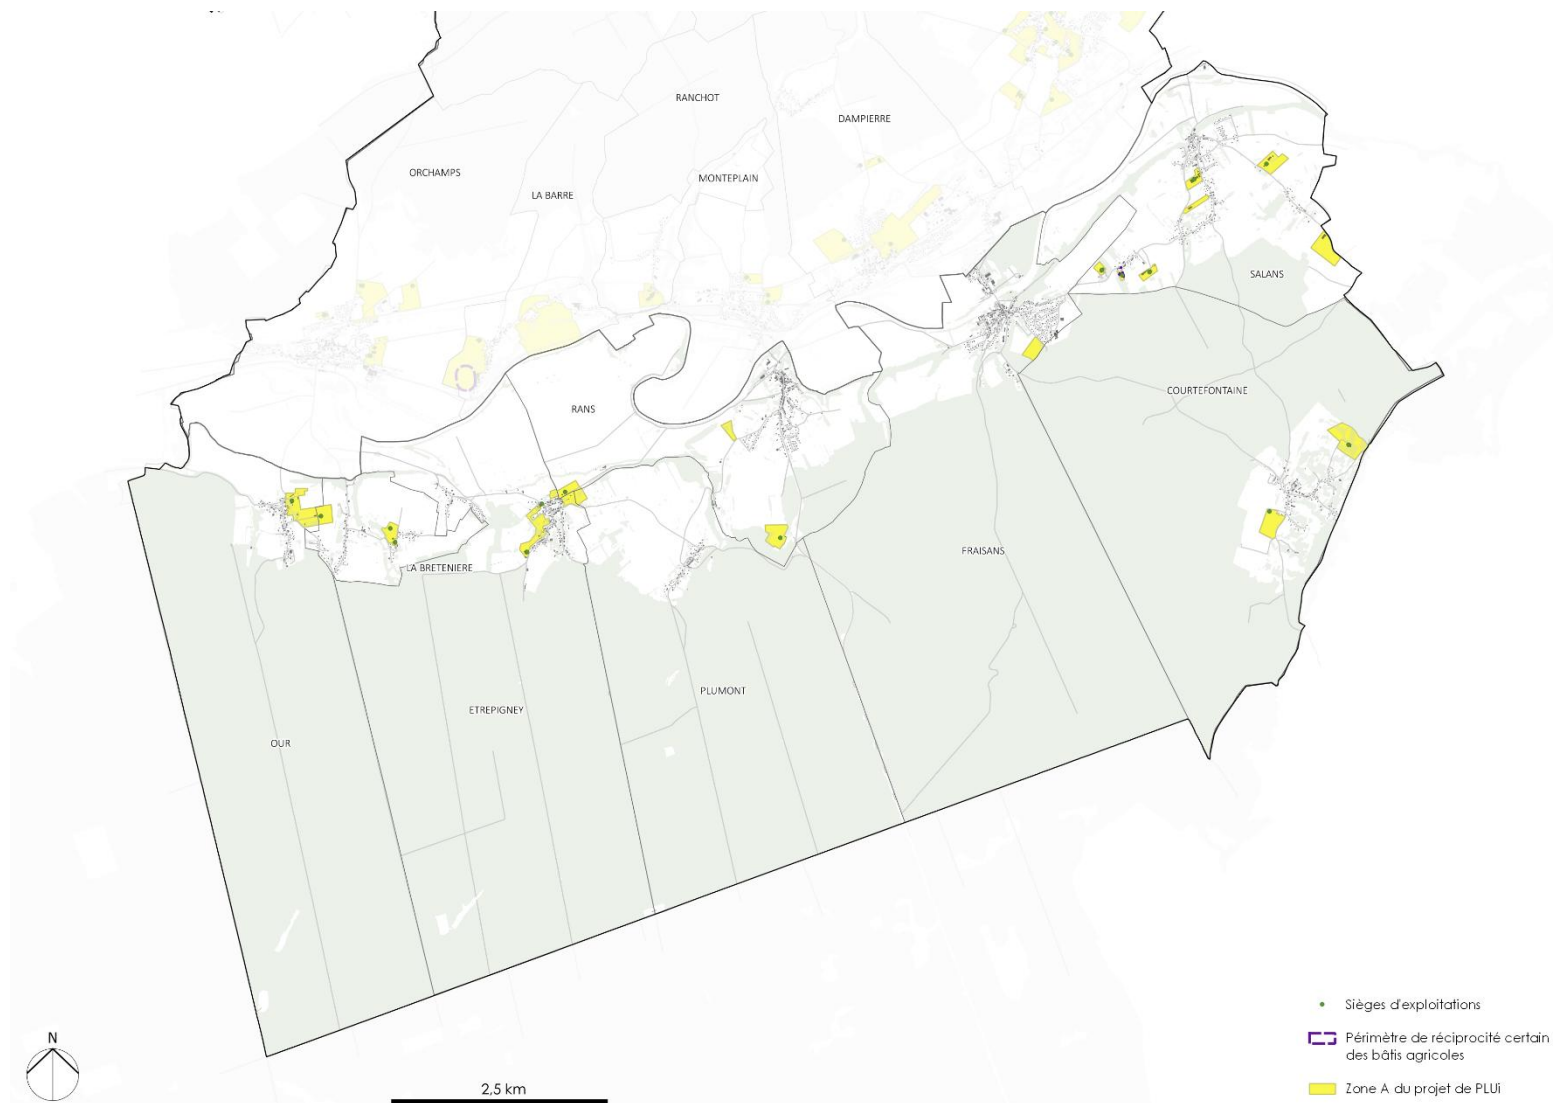 RANCHOT
DAMPIERRE
ORCHAMPS
MONTEPLAIN
LA BARRE
SALANS
COURTEFONTAINE
RANS
FRAISANS
LA BRETENIERE
PLUMONT
ETREPIGNEY
OUR
Sièges d'exploitations
N
Périmètre de réciprocité certain
des bâtis agricoles
2,5 km
Zone A du projet de PLUi